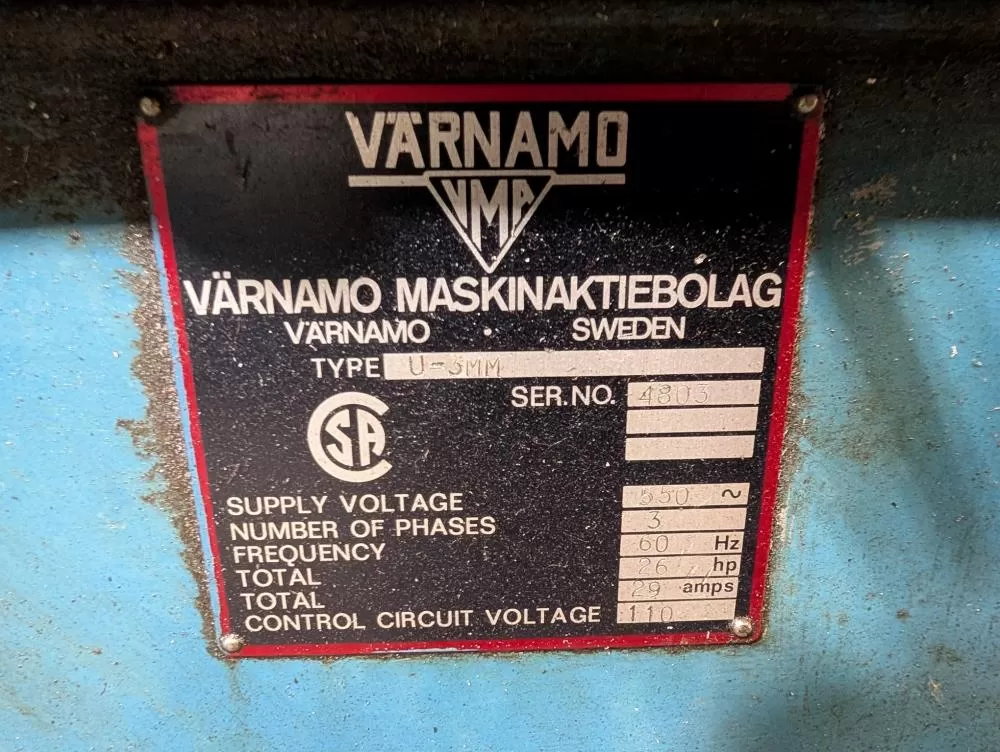 VÄRNAMO
VMA
VÄRNAMO MASKINAKTIEBOLAG
VÄRNAMO · SWEDEN
TYPE U-3MM
SER.NO. 4803
CSA
SUPPLY VOLTAGE 550 ~
NUMBER OF PHASES 3
FREQUENCY 60 Hz
TOTAL 26 hp
TOTAL 29 amps
CONTROL CIRCUIT VOLTAGE 110